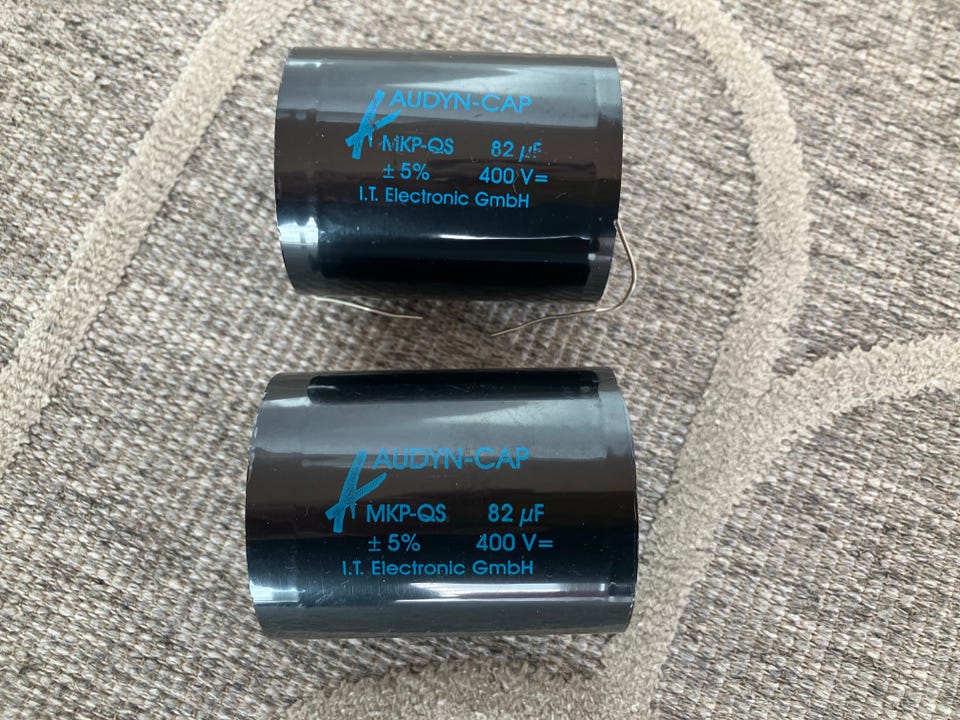 AUDYN-CAP
MKP-QS 82 µF
± 5% 400 V=
I.T. Electronic GmbH
AUDYN-CAP
MKP-QS 82 µF
± 5% 400 V=
I.T. Electronic GmbH